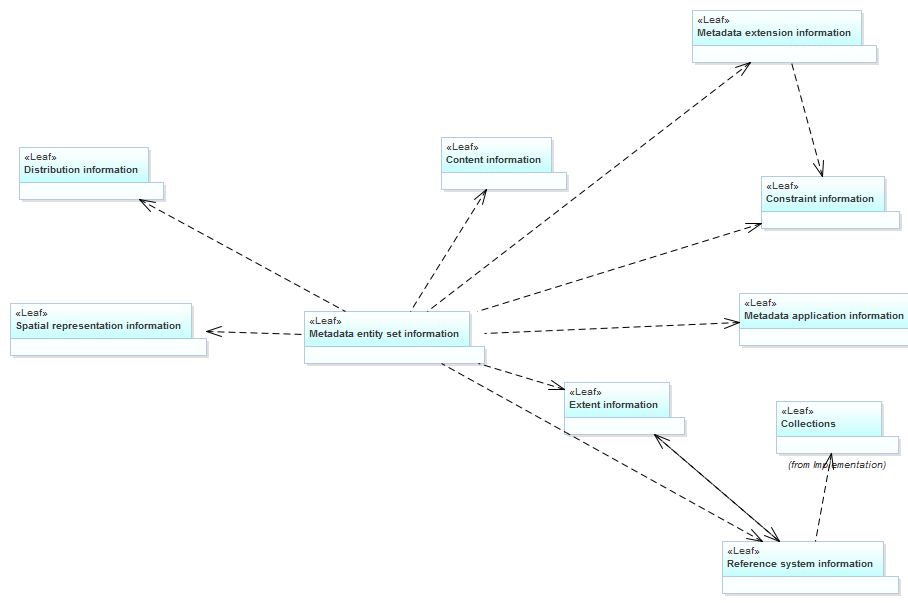 «Leaf»
Metadata extension information
«Leaf»
Content information
«Leaf»
Distribution information
«Leaf»
Constraint information
«Leaf»
Metadata application information
«Leaf»
Spatial representation information
«Leaf»
Metadata entity set information
«Leaf»
Extent information
«Leaf»
Collections
(from Implementation)
«Leaf»
Reference system information